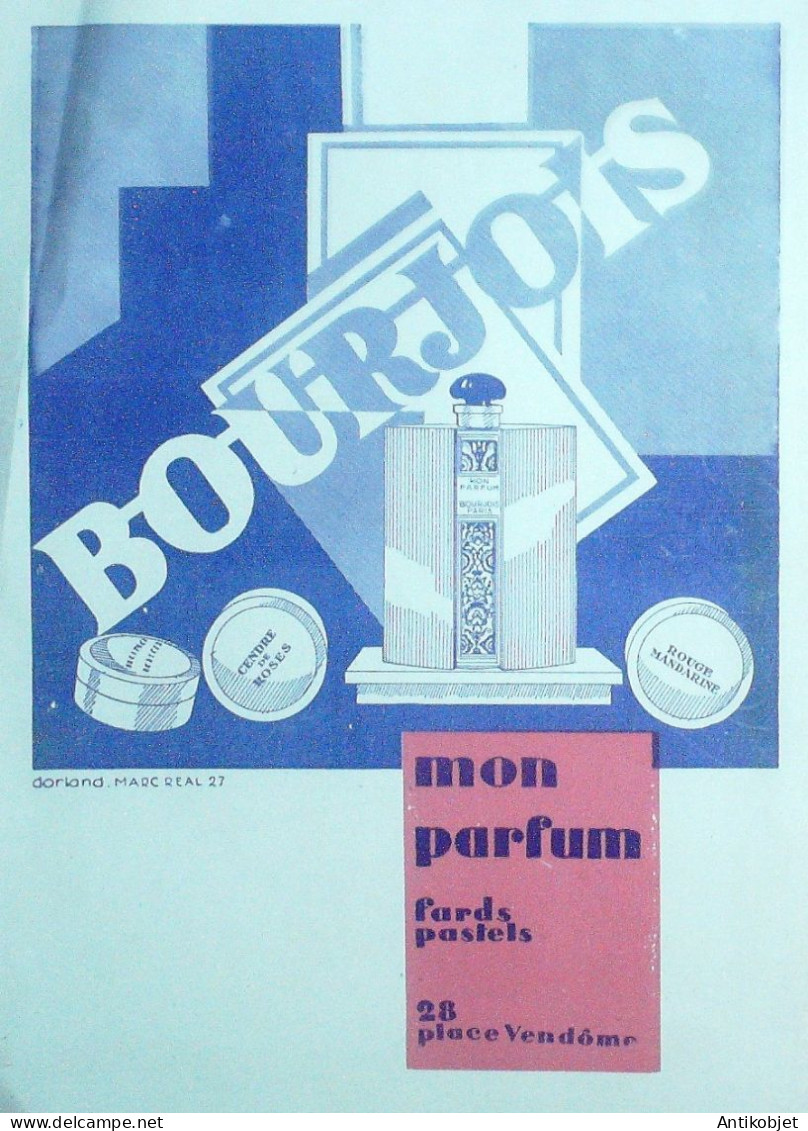 BOURJOIS
MON
PARFUM
BOURJOIS
PARIS
CENDRE
DE
ROSES
ROUGE
MANDARINE
dorland. MARC REAL 27
mon
parfum
fards
pastels
28
place Vendôme
www.delcampe.net
Antikobjet